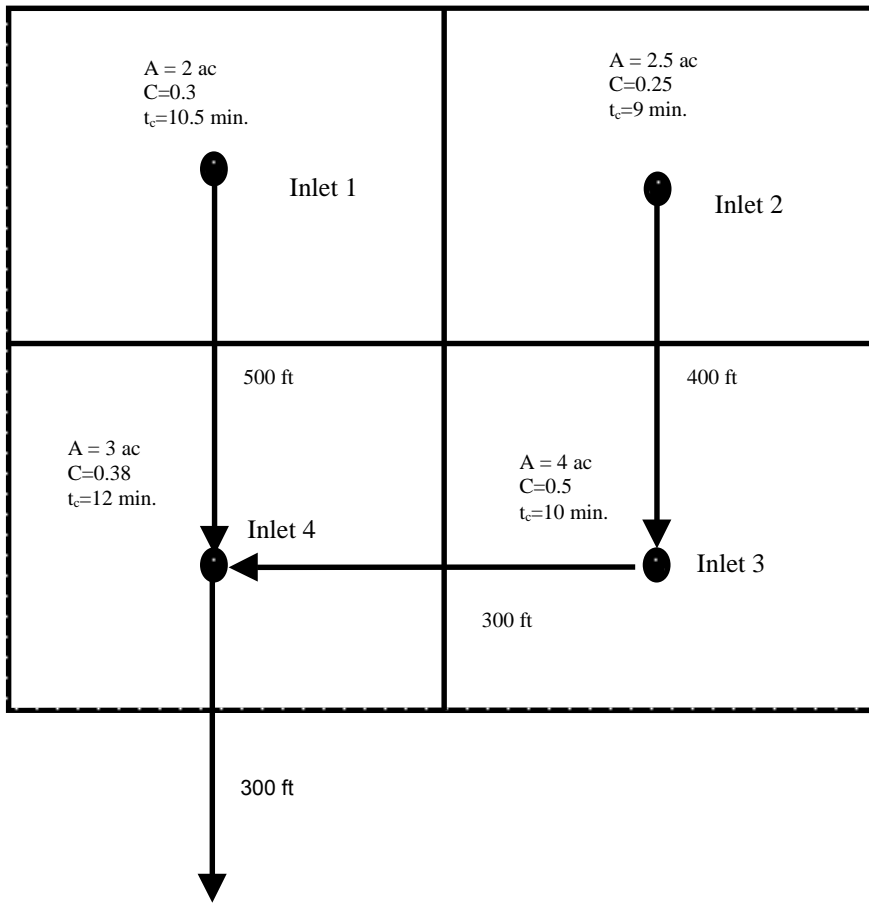 A = 2 ac
C=0.3
tc=10.5 min.
Inlet 1
A = 2.5 ac
C=0.25
tc=9 min.
Inlet 2
500 ft
400 ft
A = 3 ac
C=0.38
tc=12 min.
Inlet 4
A = 4 ac
C=0.5
tc=10 min.
Inlet 3
300 ft
300 ft